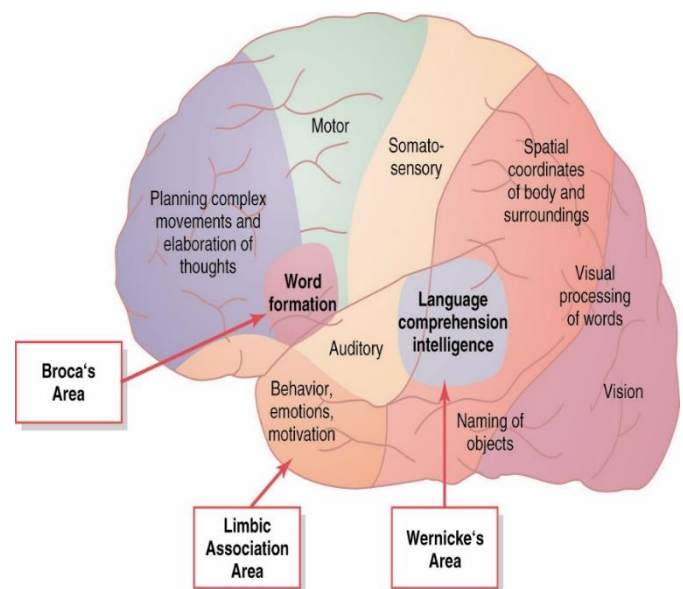 Motor
Somato-
sensory
Spatial
coordinates
of body and
surroundings
Planning complex
movements and
elaboration of
thoughts
Word
formation
Language
comprehension
intelligence
Visual
processing
of words
Auditory
Broca‘s
Area
Behavior,
emotions,
motivation
Vision
Naming of
objects
Limbic
Association
Area
Wernicke‘s
Area